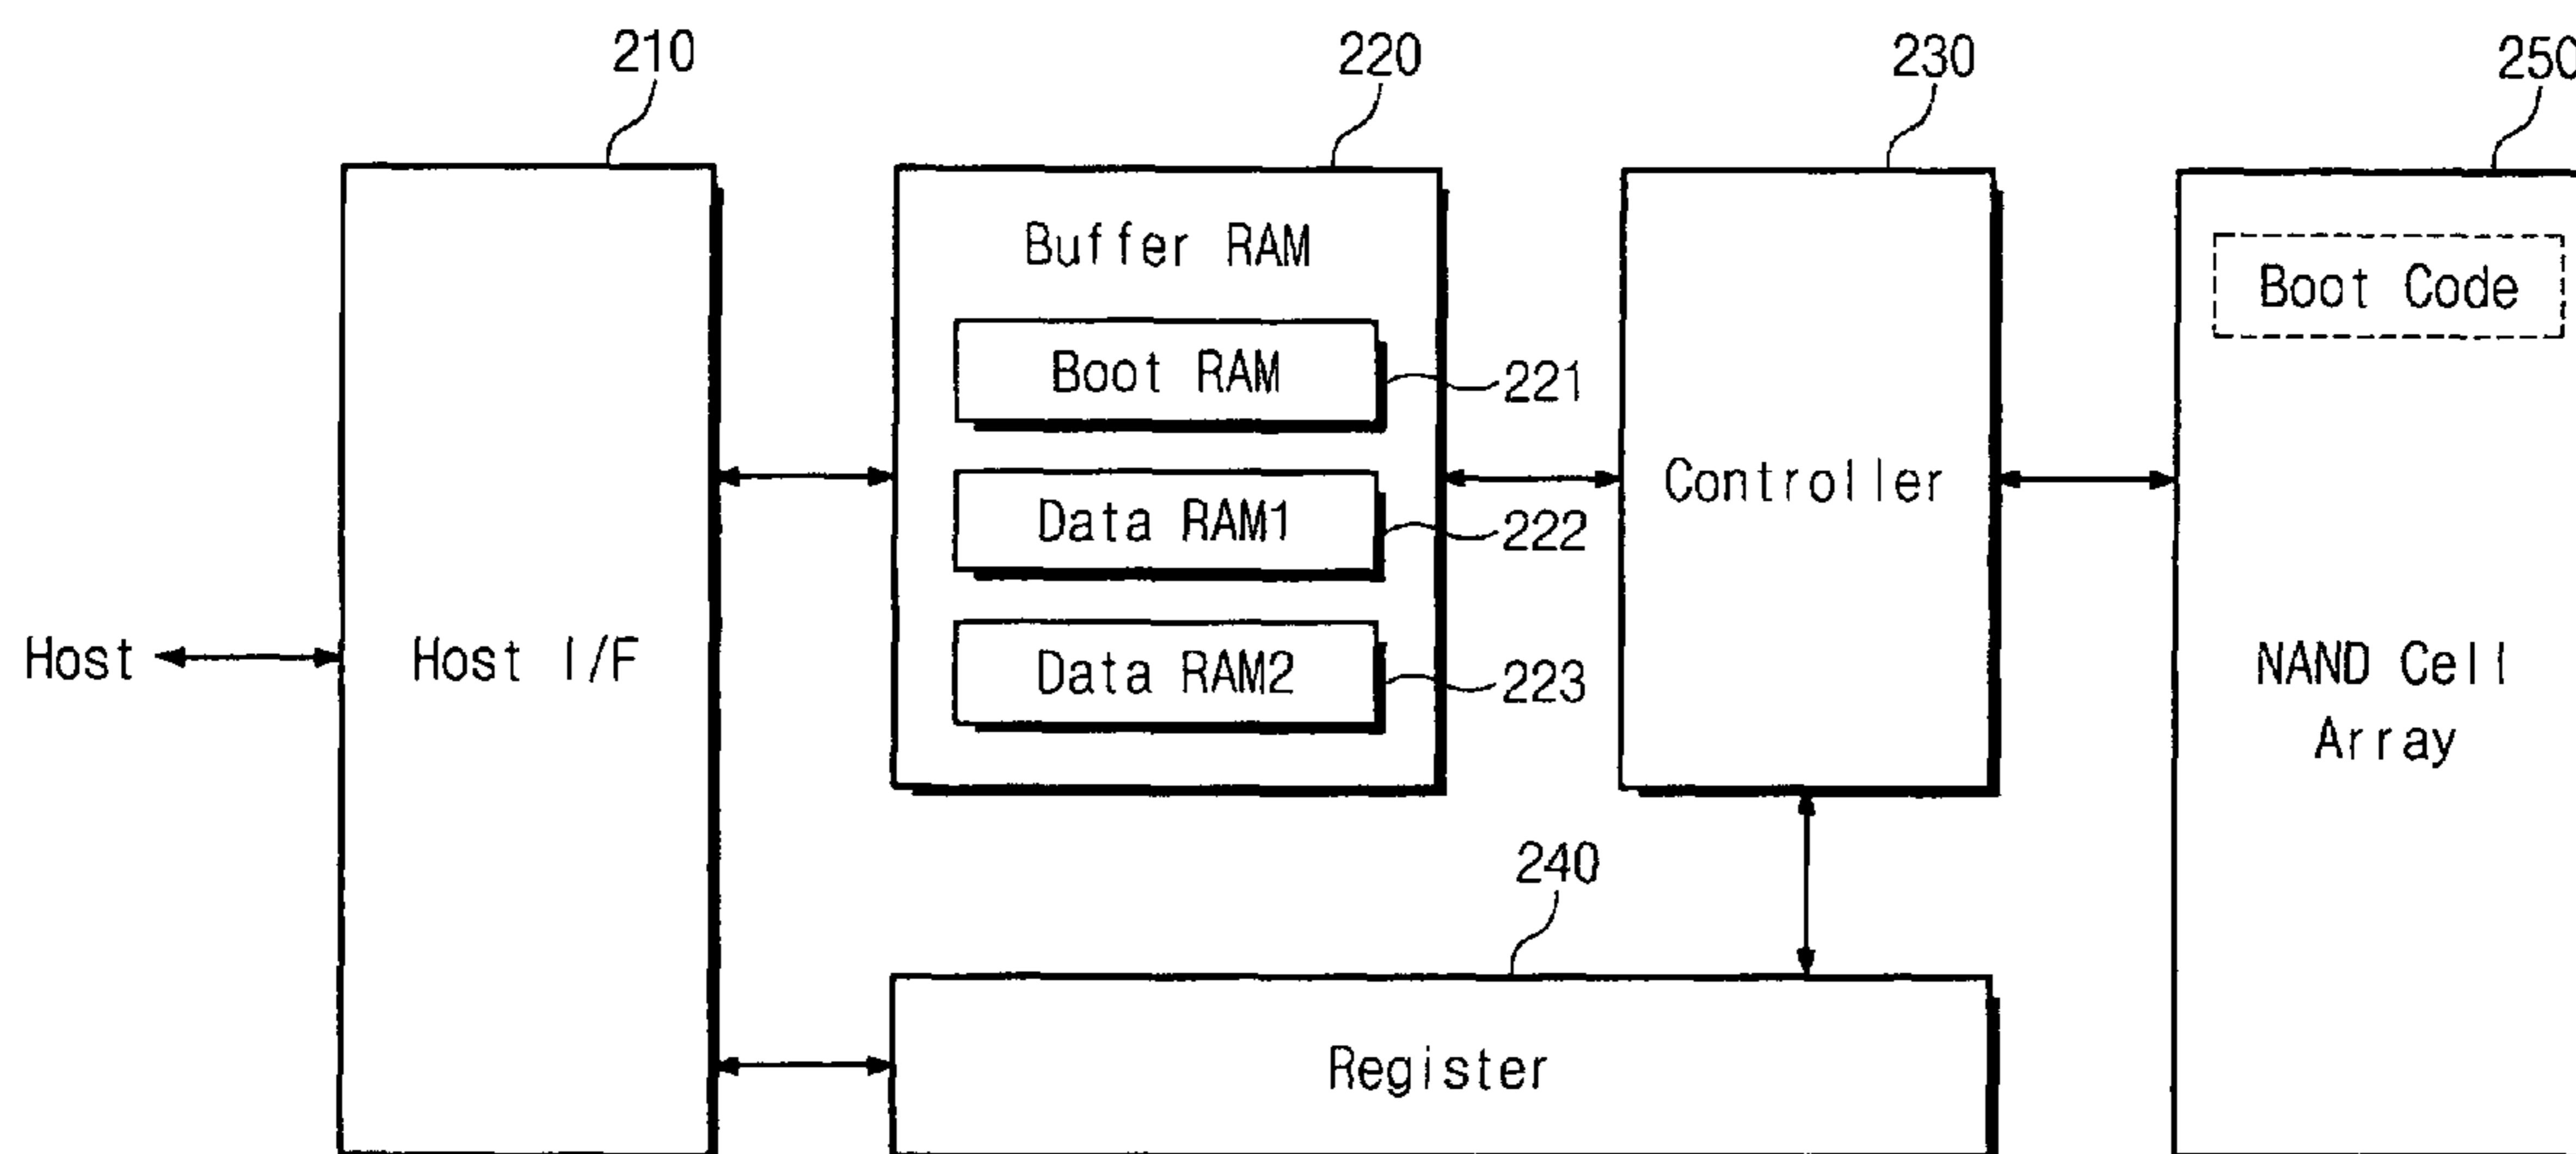 210
220
230
250
Buffer RAM
Boot Code
Boot RAM
221
Controller
Data RAM1
222
Host
Host I/F
Data RAM2
223
NAND Cell
Array
240
Register